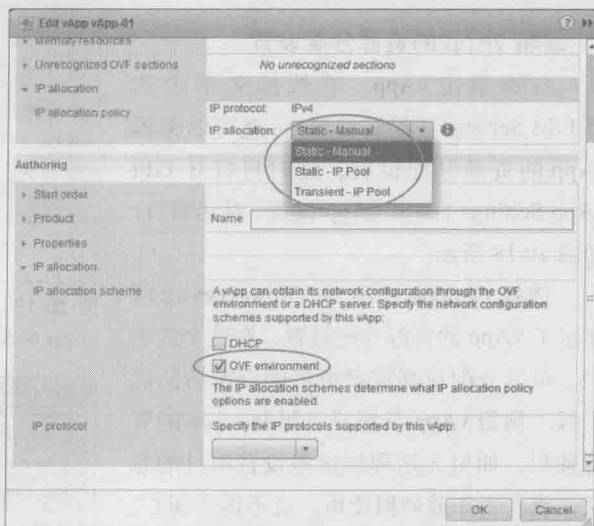 Edit vApp vApp-01
Memory resources
Unrecognized OVF sections
No unrecognized sections
IP allocation
IP allocation policy
IP protocol: IPv4
IP allocation: Static - Manual
Static - Manual
Static - IP Pool
Transient - IP Pool
Authoring
Start order
Product
Name
Properties
IP allocation
IP allocation scheme
A vApp can obtain its network configuration through the OVF
environment or a DHCP server. Specify the network configuration
schemes supported by this vApp:
DHCP
OVF environment
The IP allocation schemes determine what IP allocation policy
options are enabled.
IP protocol
Specify the IP protocols supported by this vApp:
OK
Cancel